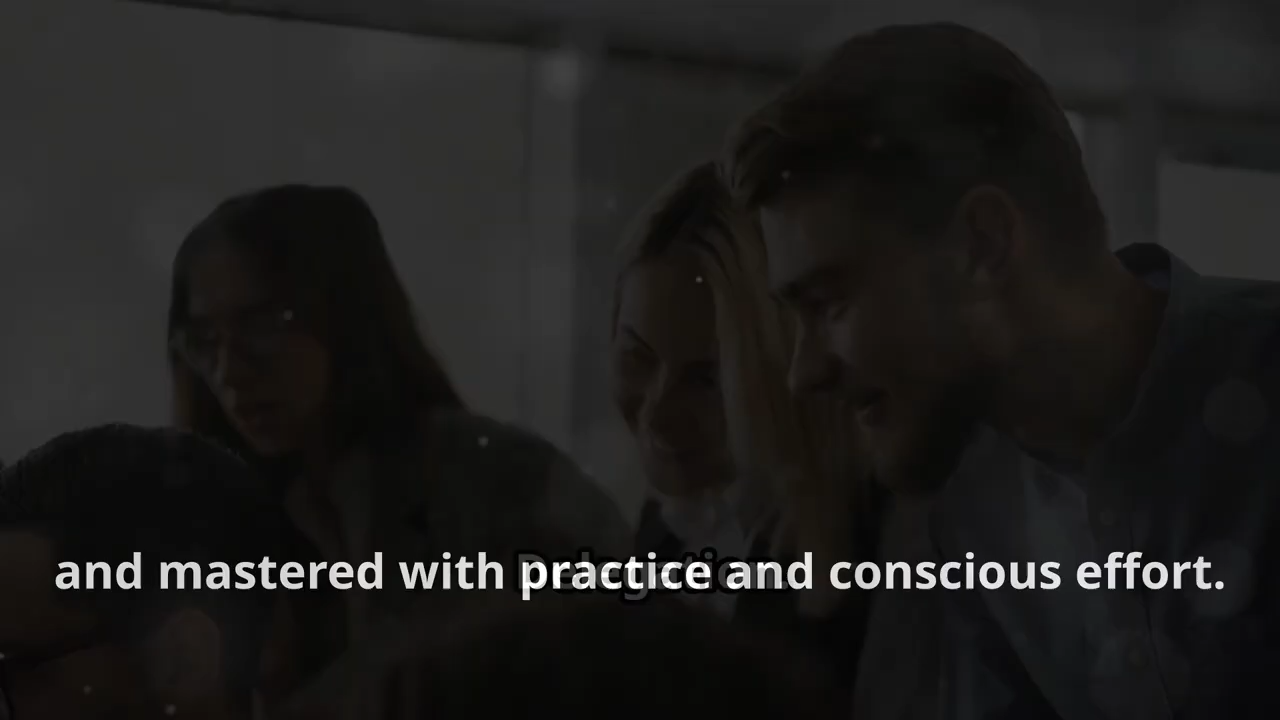 and mastered with practice and conscious effort.